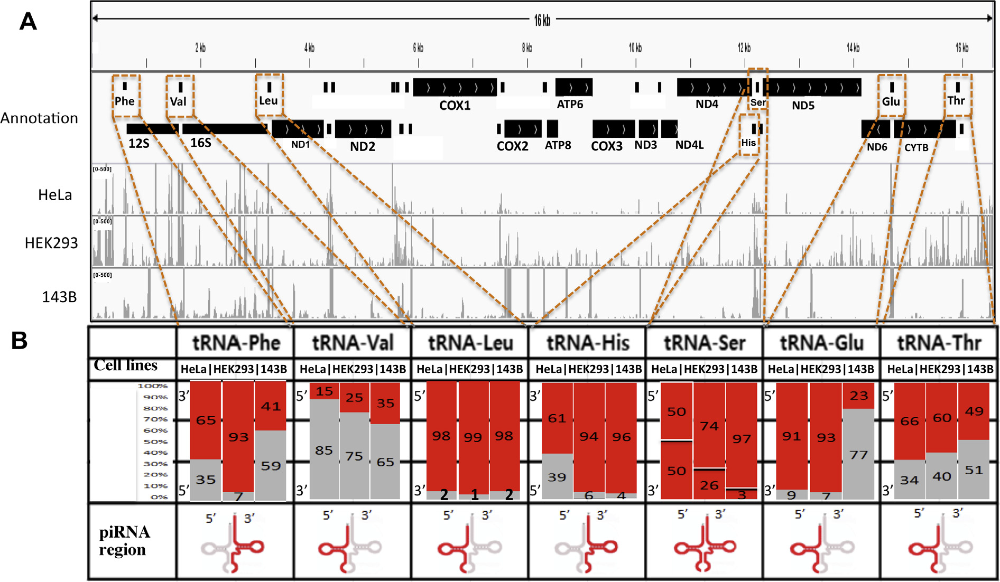 A
16 kb
2 kb 4 kb 6 kb 8 kb 10 kb 12 kb 14 kb 16 kb
Annotation
Phe Val Leu COX1 ATP6 ND4 Ser ND5 Glu Thr
12S 16S ND1 ND2 COX2 ATP8 COX3 ND3 ND4L His ND6 CYTB
[0-500]
HeLa
[0-500]
HEK293
[0-500]
143B
B
tRNA-Phe tRNA-Val tRNA-Leu tRNA-His tRNA-Ser tRNA-Glu tRNA-Thr
Cell lines HeLa|HEK293|143B HeLa|HEK293|143B HeLa|HEK293|143B HeLa|HEK293|143B HeLa|HEK293|143B HeLa|HEK293|143B HeLa|HEK293|143B
100%
90%
80%
70%
60%
50%
40%
30%
20%
10%
0%
3’ 65 93 41
35 7 59
5’
5’ 15 25 35
85 75 65
3’
5’ 98 99 98
3’ 2 1 2
3’ 61 94 96
39 6 4
5’
5’ 50 74 97
50 26 3
3’
5’ 91 93 23
9 7 77
3’
5’ 66 60 49
34 40 51
3’
piRNA
region
5’ 3’ 5’ 3’ 5’ 3’ 5’ 3’ 5’ 3’ 5’ 3’ 5’ 3’